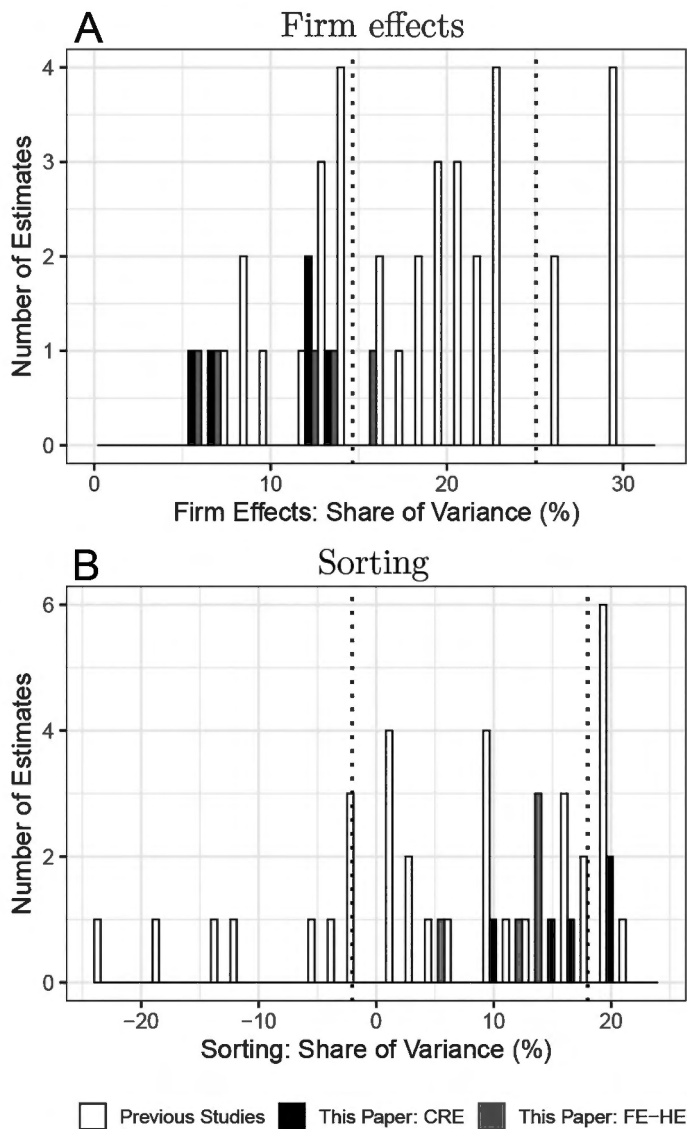 A
Firm effects
Number of Estimates
4
3
2
1
0
0
10
20
30
Firm Effects: Share of Variance (%)
B
Sorting
Number of Estimates
6
4
2
0
−20
−10
0
10
20
Sorting: Share of Variance (%)
Previous Studies
This Paper: CRE
This Paper: FE−HE